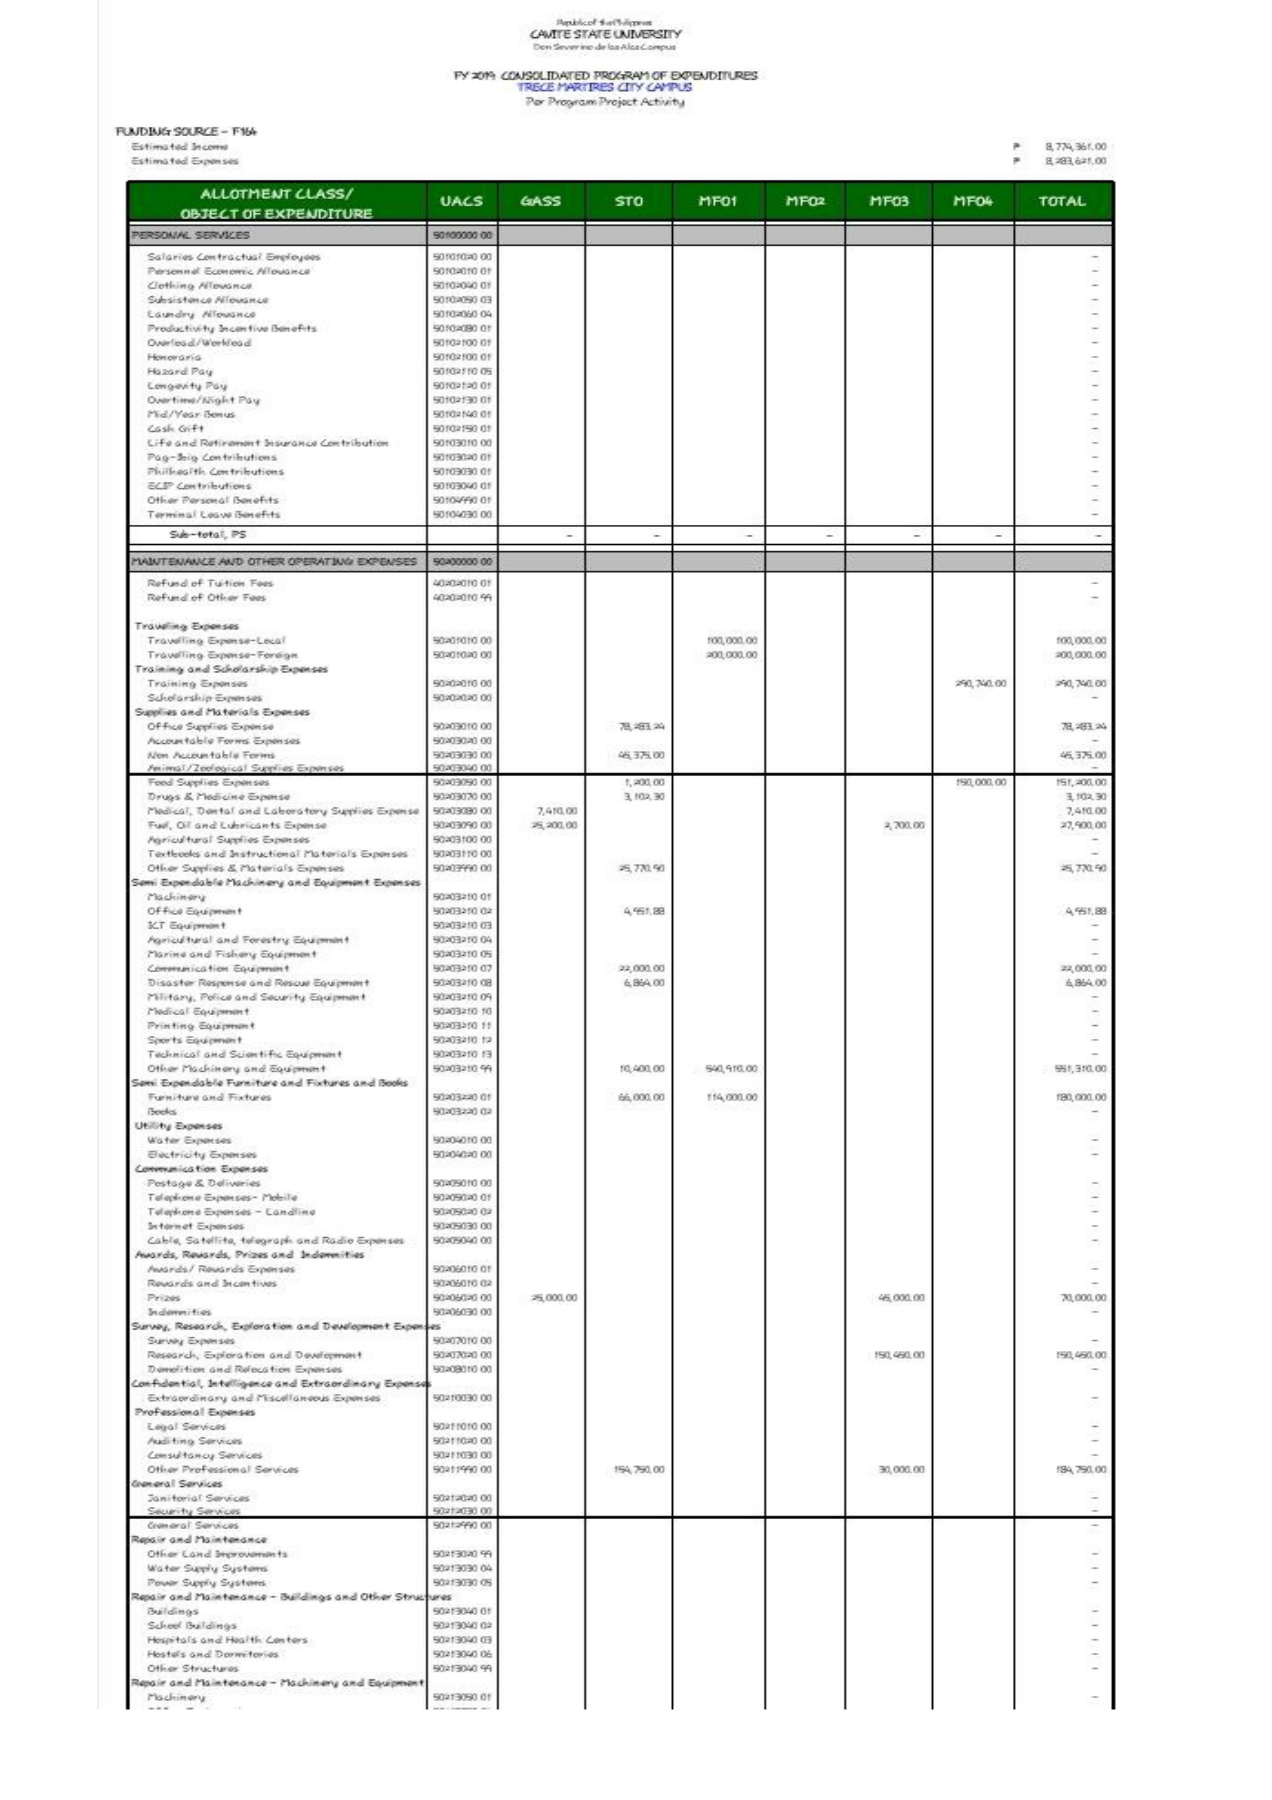 Republic of the Philippines
CAVITE STATE UNIVERSITY
Don Severino de las Alas Campus
FY 2019 CONSOLIDATED PROGRAM OF EXPENDITURES
TRECE MARTIRES CITY CAMPUS
Per Program Project Activity
FUNDING SOURCE - F164
Estimated Income ₱ 8,774,361.00
Estimated Expenses ₱ 8,283,621.00
ALLOTMENT CLASS/ OBJECT OF EXPENDITURE UACS GASS STO MFO1 MFO2 MFO3 MFO4 TOTAL
PERSONAL SERVICES 50100000 00
Salaries Contractual Employees 50101020 00 -
Personnel Economic Allowance 50102010 01 -
Clothing Allowance 50102040 01 -
Subsistence Allowance 50102050 03 -
Laundry Allowance 50102060 04 -
Productivity Incentive Benefits 50102080 01 -
Overload/Workload 50102100 01 -
Honoraria 50102100 01 -
Hazard Pay 50102110 05 -
Longevity Pay 50102120 01 -
Overtime/Night Pay 50102130 01 -
Mid/Year Bonus 50102140 01 -
Cash Gift 50102150 01 -
Life and Retirement Insurance Contribution 50103010 00 -
Pag-Ibig Contributions 50103020 01 -
Philhealth Contributions 50103030 01 -
ECIP Contributions 50103040 01 -
Other Personal Benefits 50104990 01 -
Terminal Leave Benefits 50104030 00 -
Sub-total, PS - - - - - - -
MAINTENANCE AND OTHER OPERATING EXPENSES 50200000 00
Refund of Tuition Fees 40202010 01 -
Refund of Other Fees 40202010 99 -
Traveling Expenses
Travelling Expense-Local 50201010 00 100,000.00 100,000.00
Travelling Expense-Foreign 50201020 00 200,000.00 200,000.00
Training and Scholarship Expenses
Training Expenses 50202010 00 290,740.00 290,740.00
Scholarship Expenses 50202020 00 -
Supplies and Materials Expenses
Office Supplies Expense 50203010 00 78,283.24 78,283.24
Accountable Forms Expenses 50203020 00 -
Non Accountable Forms 50203030 00 45,375.00 45,375.00
Animal/Zoological Supplies Expenses 50203040 00 -
Food Supplies Expenses 50203050 00 1,200.00 150,000.00 151,200.00
Drugs & Medicine Expense 50203070 00 3,102.30 3,102.30
Medical, Dental and Laboratory Supplies Expense 50203080 00 7,410.00 7,410.00
Fuel, Oil and Lubricants Expense 50203090 00 25,200.00 2,700.00 27,900.00
Agricultural Supplies Expenses 50203100 00 -
Textbooks and Instructional Materials Expenses 50203110 00 -
Other Supplies & Materials Expenses 50203990 00 25,770.90 25,770.90
Semi Expendable Machinery and Equipment Expenses
Machinery 50203210 01 -
Office Equipment 50203210 02 4,951.88 4,951.88
ICT Equipment 50203210 03 -
Agricultural and Forestry Equipment 50203210 04 -
Marine and Fishery Equipment 50203210 05 -
Communication Equipment 50203210 07 22,000.00 22,000.00
Disaster Response and Rescue Equipment 50203210 08 6,864.00 6,864.00
Military, Police and Security Equipment 50203210 09 -
Medical Equipment 50203210 10 -
Printing Equipment 50203210 11 -
Sports Equipment 50203210 12 -
Technical and Scientific Equipment 50203210 13 -
Other Machinery and Equipment 50203210 99 10,400.00 540,910.00 551,310.00
Semi Expendable Furniture and Fixtures and Books
Furniture and Fixtures 50203220 01 66,000.00 114,000.00 180,000.00
Books 50203220 02 -
Utility Expenses
Water Expenses 50204010 00 -
Electricity Expenses 50204020 00 -
Communication Expenses
Postage & Deliveries 50205010 00 -
Telephone Expenses- Mobile 50205020 01 -
Telephone Expenses - Landline 50205020 02 -
Internet Expenses 50205030 00 -
Cable, Satellite, telegraph and Radio Expenses 50205040 00 -
Awards, Rewards, Prizes and Indemnities
Awards/ Rewards Expenses 50206010 01 -
Rewards and Incentives 50206010 02 -
Prizes 50206020 00 25,000.00 45,000.00 70,000.00
Indemnities 50206030 00 -
Survey, Research, Exploration and Development Expenses
Survey Expenses 50207010 00 -
Research, Exploration and Development 50207020 00 150,450.00 150,450.00
Demolition and Relocation Expenses 50208010 00 -
Confidential, Intelligence and Extraordinary Expenses
Extraordinary and Miscellaneous Expenses 50210030 00 -
Professional Expenses
Legal Services 50211010 00 -
Auditing Services 50211020 00 -
Consultancy Services 50211030 00 -
Other Professional Services 50211990 00 154,750.00 30,000.00 184,750.00
General Services
Janitorial Services 50212020 00 -
Security Services 50212030 00 -
General Services 50212990 00 -
Repair and Maintenance
Other Land Improvements 50213020 99 -
Water Supply Systems 50213030 04 -
Power Supply Systems 50213030 05 -
Repair and Maintenance - Buildings and Other Structures
Buildings 50213040 01 -
School Buildings 50213040 02 -
Hospitals and Health Centers 50213040 03 -
Hostels and Dormitories 50213040 06 -
Other Structures 50213040 99 -
Repair and Maintenance - Machinery and Equipment
Machinery 50213050 01 -